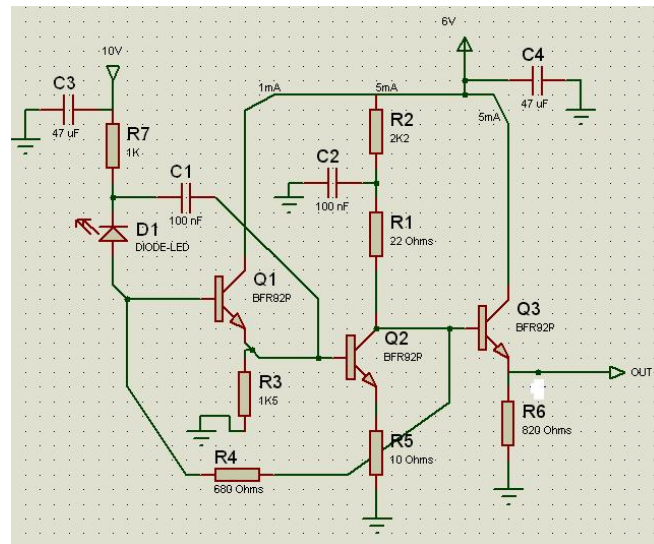 6V
10V
C4
C3
1mA
5mA
47 uF
47 uF
R7
1K
R2
2K2
5mA
C2
C1
100 nF
100 nF
R1
22 Ohms
D1
DIODE-LED
Q1
BFR92P
Q3
BFR92P
Q2
BFR92P
OUT
R3
1K5
R6
820 Ohms
R5
10 Ohms
R4
680 Ohms